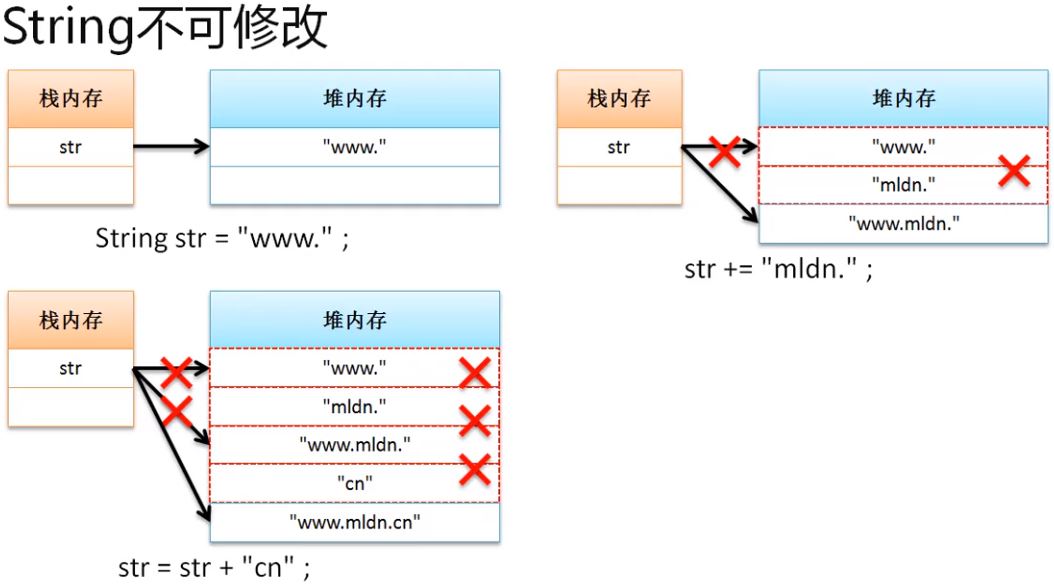 String不可修改
栈内存
堆内存
str
"www."
String str = "www." ;
栈内存
堆内存
str
"www."
"mldn."
"www.mldn."
str += "mldn." ;
栈内存
堆内存
str
"www."
"mldn."
"www.mldn."
"cn"
"www.mldn.cn"
str = str + "cn" ;